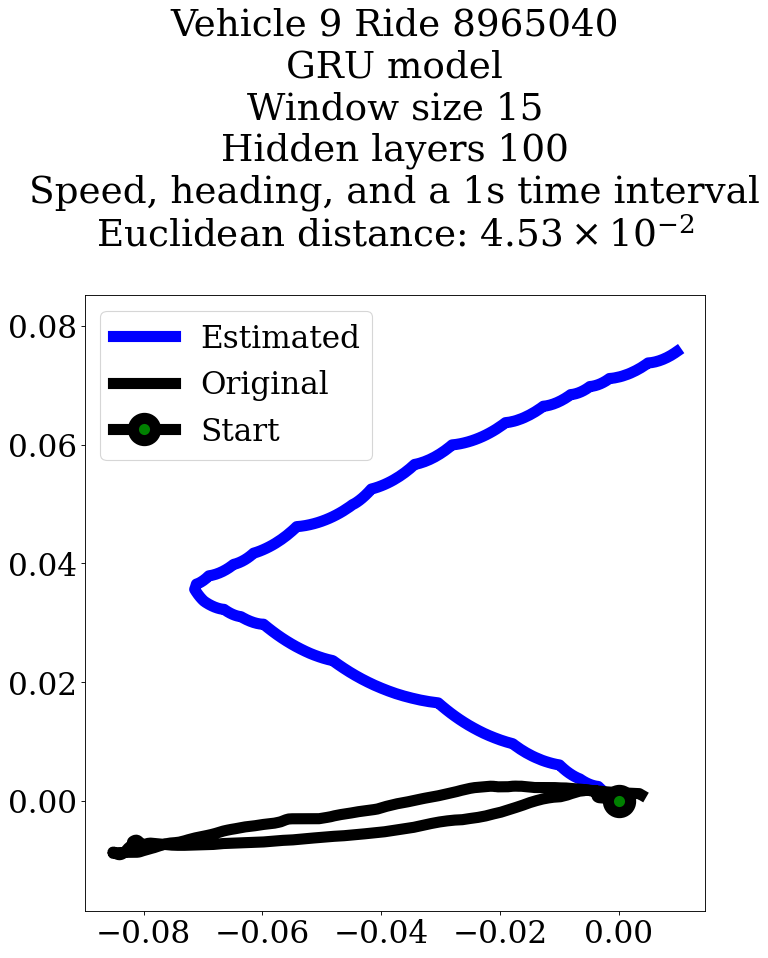 Vehicle 9 Ride 8965040
GRU model
Window size 15
Hidden layers 100
Speed, heading, and a 1s time interval
Euclidean distance: 4.53 × 10⁻²
Estimated
Original
Start
0.08
0.06
0.04
0.02
0.00
−0.08 −0.06 −0.04 −0.02 0.00